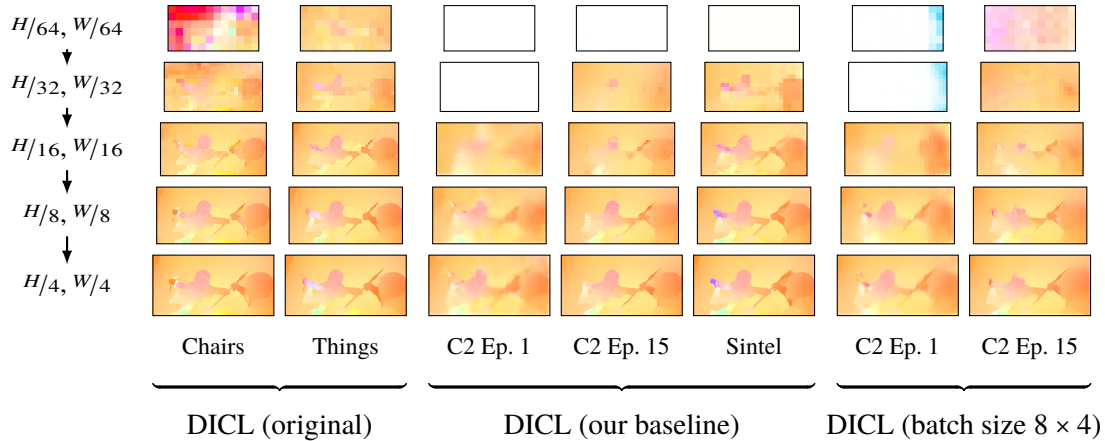 H/64, W/64
H/32, W/32
H/16, W/16
H/8, W/8
H/4, W/4
Chairs Things C2 Ep. 1 C2 Ep. 15 Sintel C2 Ep. 1 C2 Ep. 15
DICL (original) DICL (our baseline) DICL (batch size 8 × 4)